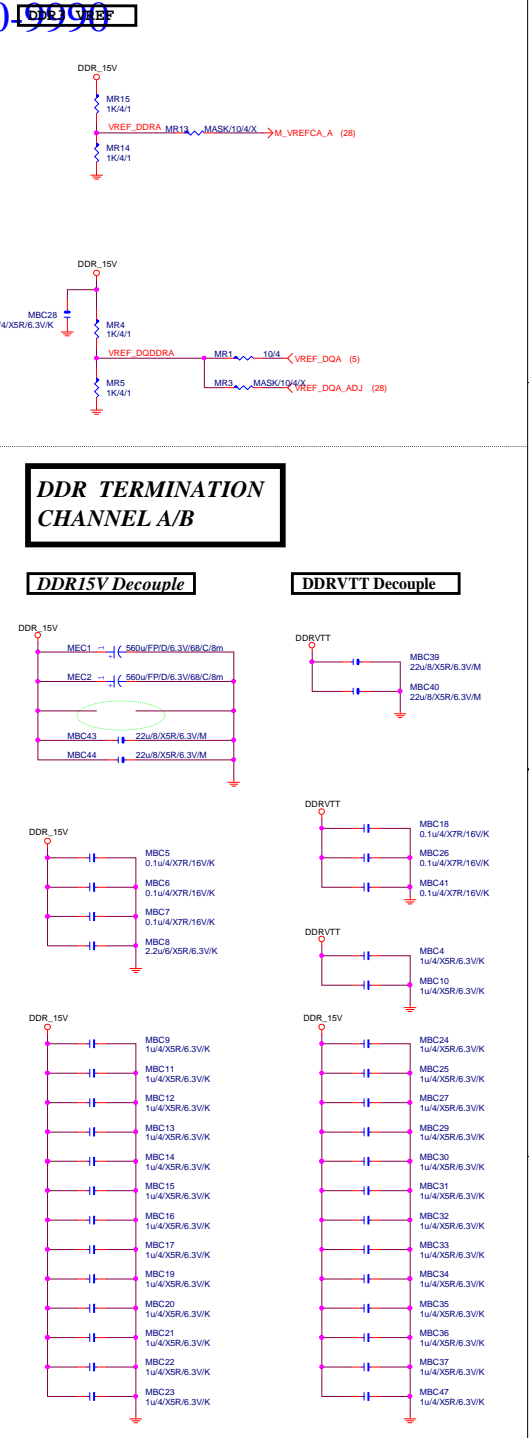 0-9990
DDR3 VREF
DDR_15V
MR15
1K/4/1
VREF_DDRA
MR13
MASK/10/4/X
M_VREFCA_A (28)
MR14
1K/4/1
DDR_15V
MBC28
/4/X5R/6.3V/K
MR4
1K/4/1
VREF_DQDDRA
MR1
10/4
VREF_DQA (5)
MR5
1K/4/1
MR3
MASK/10/4/X
VREF_DQA_ADJ (28)
DDR TERMINATION
CHANNEL A/B
DDR15V Decouple
DDRVTT Decouple
DDR_15V
MEC1
1
+
560u/FP/D/6.3V/68/C/8m
MEC2
1
+
560u/FP/D/6.3V/68/C/8m
MBC43
22u/8/X5R/6.3V/M
MBC44
22u/8/X5R/6.3V/M
DDRVTT
MBC39
22u/8/X5R/6.3V/M
MBC40
22u/8/X5R/6.3V/M
DDR_15V
MBC5
0.1u/4/X7R/16V/K
MBC6
0.1u/4/X7R/16V/K
MBC7
0.1u/4/X7R/16V/K
MBC8
2.2u/6/X5R/6.3V/K
DDRVTT
MBC18
0.1u/4/X7R/16V/K
MBC26
0.1u/4/X7R/16V/K
MBC41
0.1u/4/X7R/16V/K
DDRVTT
MBC4
1u/4/X5R/6.3V/K
MBC10
1u/4/X5R/6.3V/K
DDR_15V
MBC9
1u/4/X5R/6.3V/K
MBC11
1u/4/X5R/6.3V/K
MBC12
1u/4/X5R/6.3V/K
MBC13
1u/4/X5R/6.3V/K
MBC14
1u/4/X5R/6.3V/K
MBC15
1u/4/X5R/6.3V/K
MBC16
1u/4/X5R/6.3V/K
MBC17
1u/4/X5R/6.3V/K
MBC19
1u/4/X5R/6.3V/K
MBC20
1u/4/X5R/6.3V/K
MBC21
1u/4/X5R/6.3V/K
MBC22
1u/4/X5R/6.3V/K
MBC23
1u/4/X5R/6.3V/K
DDR_15V
MBC24
1u/4/X5R/6.3V/K
MBC25
1u/4/X5R/6.3V/K
MBC27
1u/4/X5R/6.3V/K
MBC29
1u/4/X5R/6.3V/K
MBC30
1u/4/X5R/6.3V/K
MBC31
1u/4/X5R/6.3V/K
MBC32
1u/4/X5R/6.3V/K
MBC33
1u/4/X5R/6.3V/K
MBC34
1u/4/X5R/6.3V/K
MBC35
1u/4/X5R/6.3V/K
MBC36
1u/4/X5R/6.3V/K
MBC37
1u/4/X5R/6.3V/K
MBC47
1u/4/X5R/6.3V/K